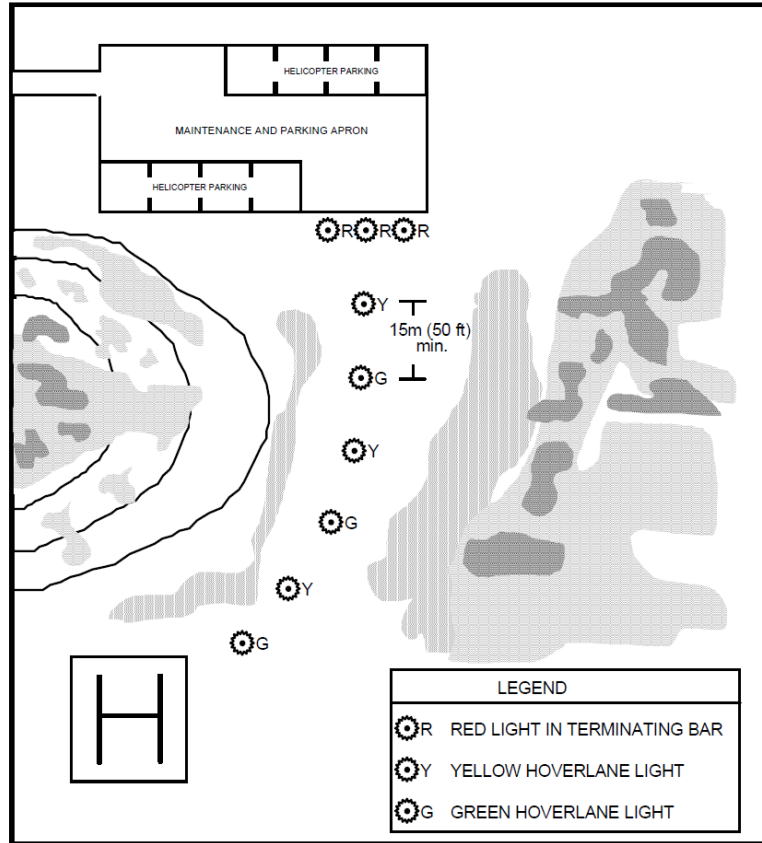 HELICOPTER PARKING
MAINTENANCE AND PARKING APRON
HELICOPTER PARKING
R R R
Y
15m (50 ft)
min.
G
Y
G
Y
G
H
LEGEND
R RED LIGHT IN TERMINATING BAR
Y YELLOW HOVERLANE LIGHT
G GREEN HOVERLANE LIGHT